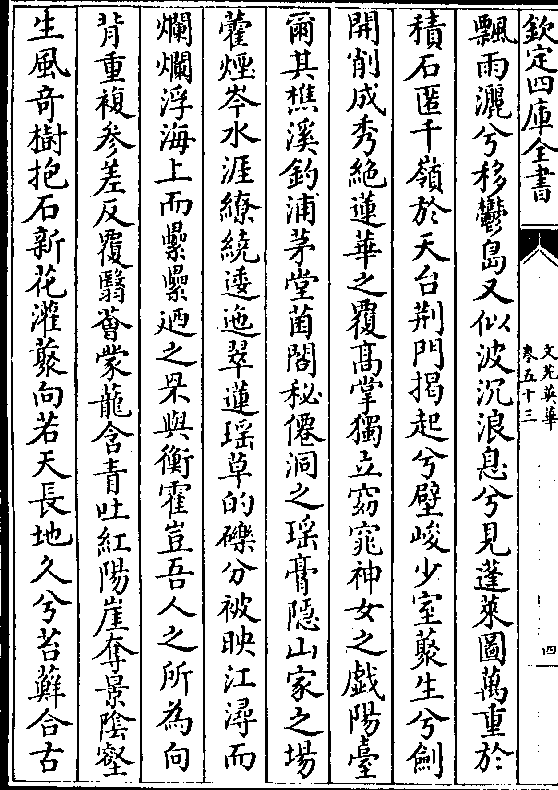 欽定四庫全書
文苑英華
卷五十三
四
飄雨灑兮移鬱島又似波沉浪息兮見蓬萊圖萬重於
積石匿千嶺於天台荆門揭起兮壁峻少室叢生兮劍
開削成秀絶蓮華之覆髙掌獨立窈窕神女之戲陽臺
爾其樵溪釣浦茅堂菌閣秘僊洞之瑶膏隠山家之場
藿煙岑水涯繚繞逶迤翠蓮瑶草的礫分被映江潯而
爛爛浮海上而纍纍迺之罘與衡霍豈吾人之所為向
背重複參差反覆翳薈蒙龍含青吐紅陽崖奪景陰壑
生風奇樹抱石新花灌叢向若天長地久兮苔蘚合古